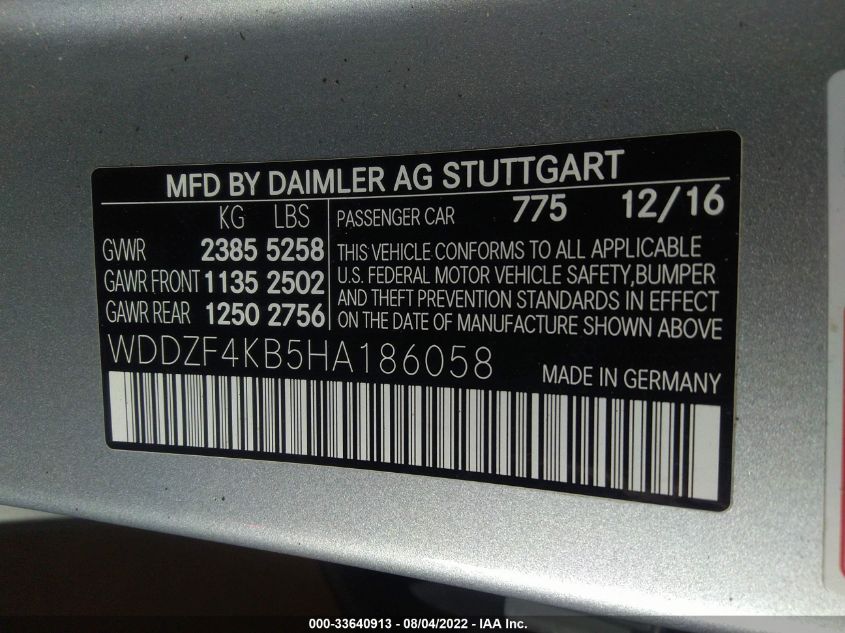 MFD BY DAIMLER AG STUTTGART
KG LBS
GVWR 2385 5258
GAWR FRONT 1135 2502
GAWR REAR 1250 2756
PASSENGER CAR 775 12/16
THIS VEHICLE CONFORMS TO ALL APPLICABLE
U.S. FEDERAL MOTOR VEHICLE SAFETY,BUMPER
AND THEFT PREVENTION STANDARDS IN EFFECT
ON THE DATE OF MANUFACTURE SHOWN ABOVE
WDDZF4KB5HA186058
MADE IN GERMANY
000-33640913 - 08/04/2022 - IAA Inc.